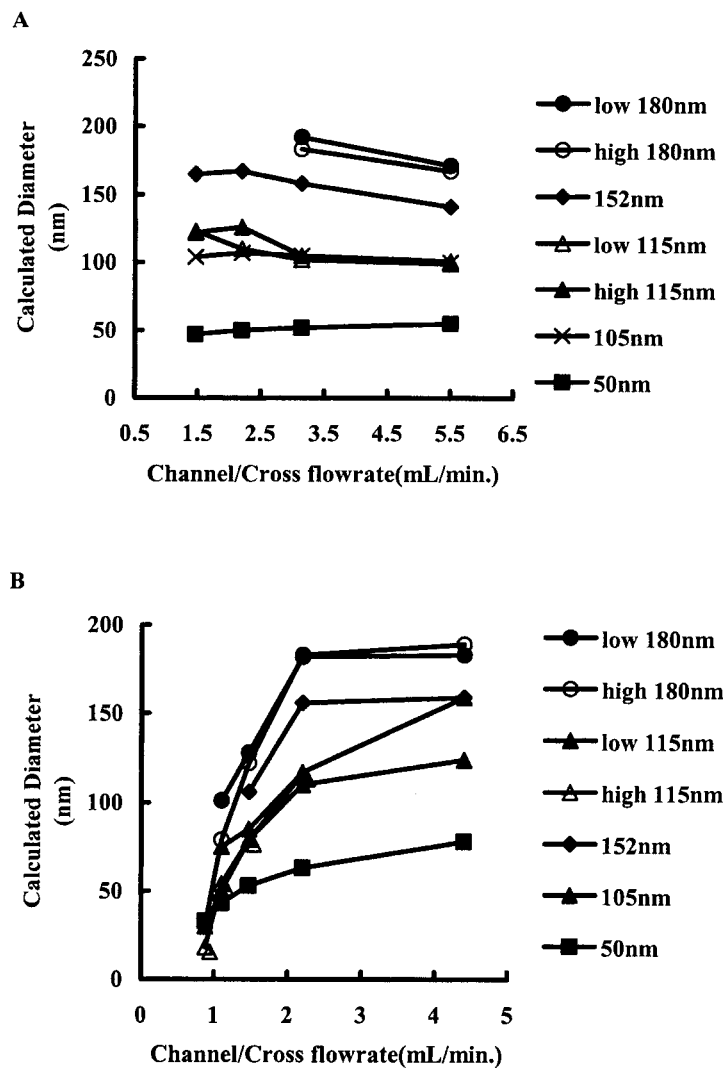 A
250
200
150
100
50
0
0.5 1.5 2.5 3.5 4.5 5.5 6.5
Calculated Diameter
(nm)
Channel/Cross flowrate(mL/min.)
low 180nm
high 180nm
152nm
low 115nm
high 115nm
105nm
50nm
B
200
150
100
50
0
0 1 2 3 4 5
Calculated Diameter
(nm)
Channel/Cross flowrate(mL/min.)
low 180nm
high 180nm
low 115nm
high 115nm
152nm
105nm
50nm